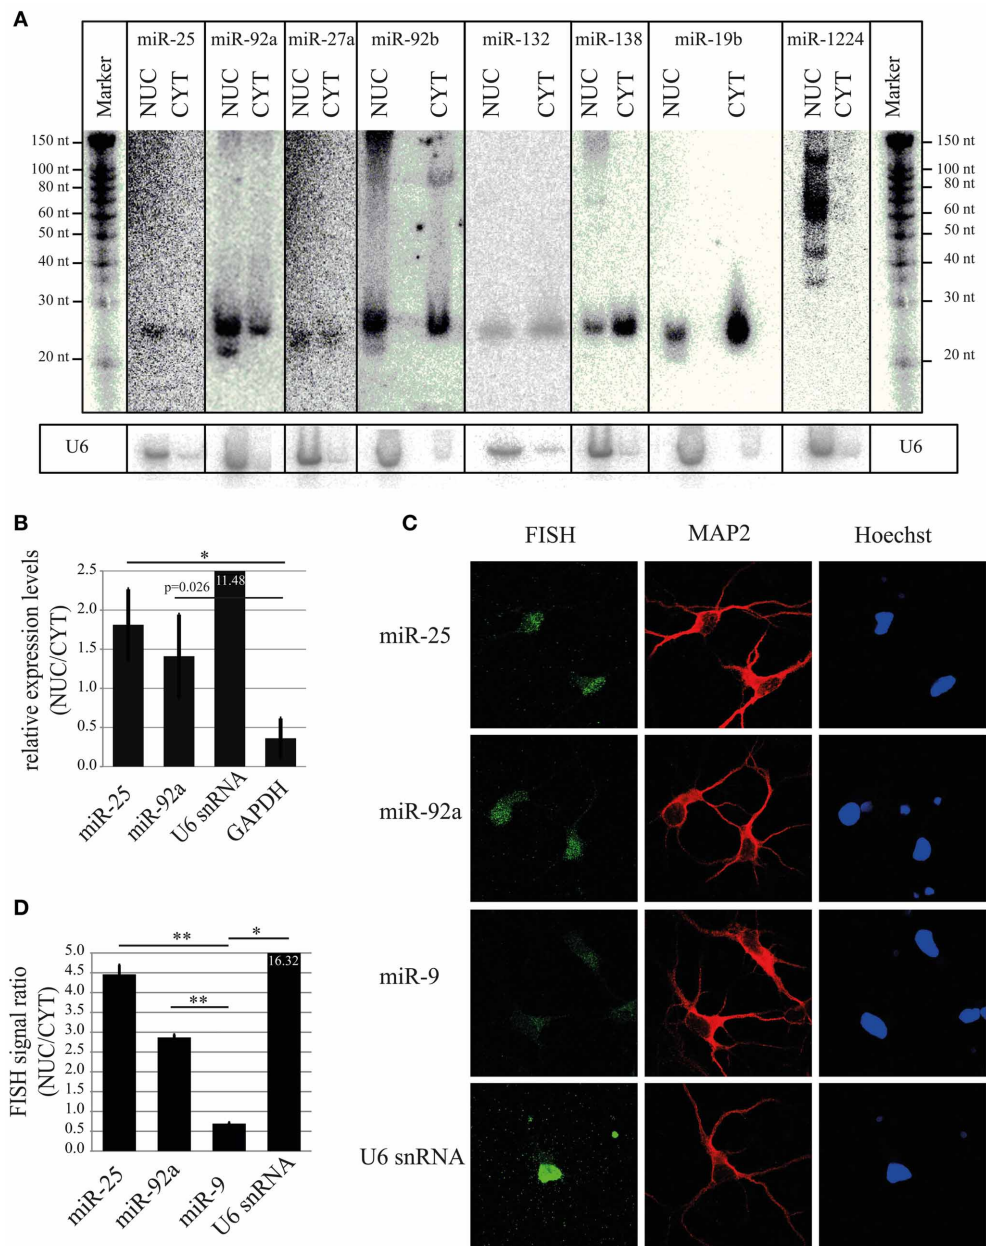 A
miR-25 miR-92a miR-27a miR-92b miR-132 miR-138 miR-19b miR-1224
Marker NUC CYT NUC CYT NUC CYT NUC CYT NUC CYT NUC CYT NUC CYT NUC CYT Marker
150 nt 150 nt
100 nt 100 nt
80 nt 80 nt
60 nt 60 nt
50 nt 50 nt
40 nt 40 nt
30 nt 30 nt
20 nt 20 nt
U6 U6
B
relative expression levels
(NUC/CYT)
*
p=0.026
11.48
2.5
2.0
1.5
1.0
0.5
0.0
miR-25 miR-92a U6 snRNA GAPDH
C
FISH MAP2 Hoechst
miR-25
miR-92a
miR-9
U6 snRNA
D
FISH signal ratio
(NUC/CYT)
** *
**
16.32
5.0
4.5
3.5
3.0
2.5
2.0
1.5
1.0
0.5
0.5
miR-25 miR-92a miR-9 U6 snRNA